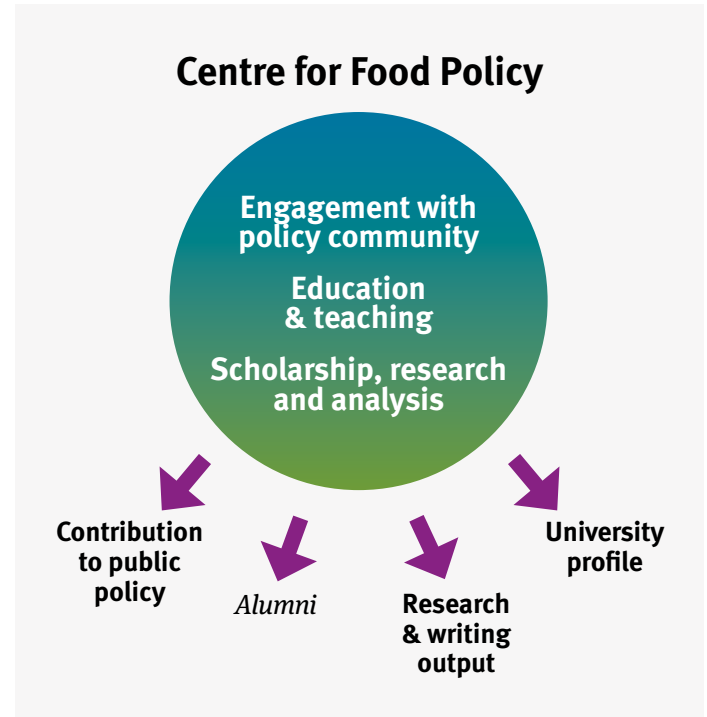 Centre for Food Policy
Engagement with
policy community
Education
& teaching
Scholarship, research
and analysis
Contribution
to public
policy
Alumni
Research
& writing
output
University
profile